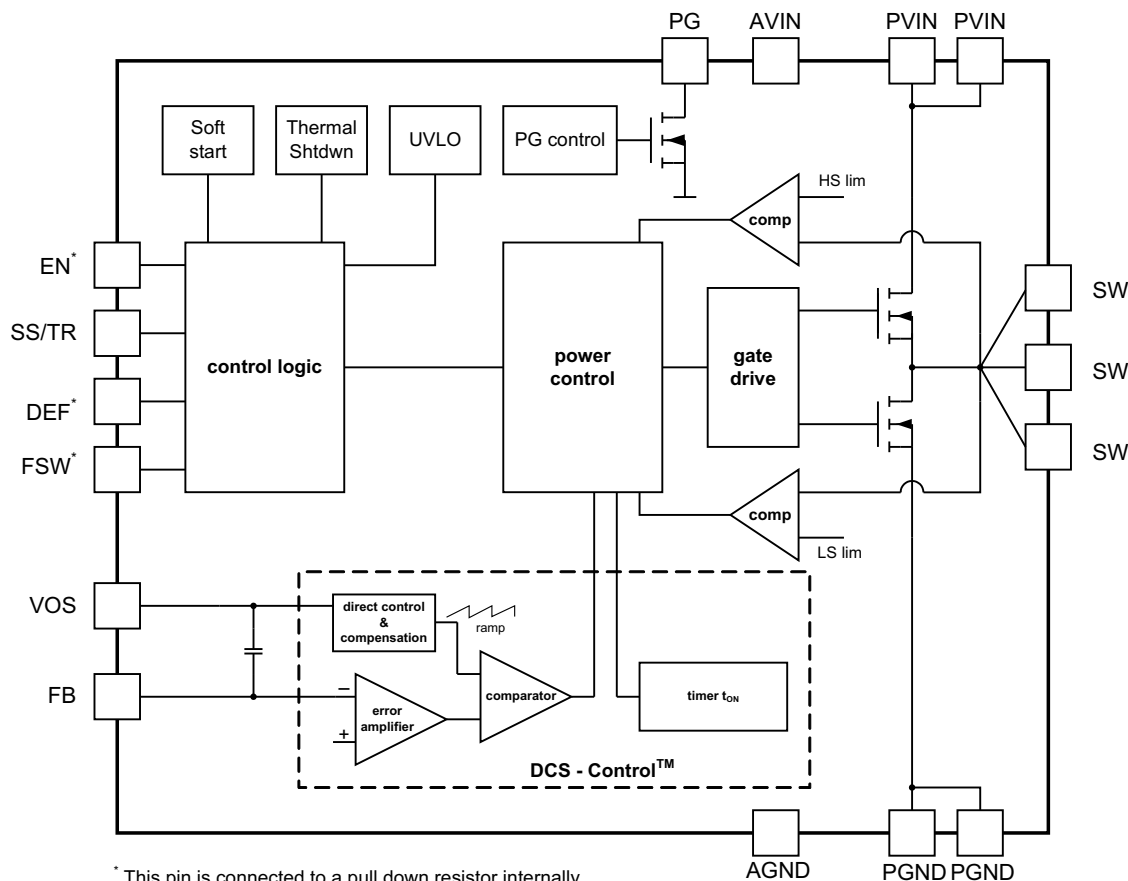 PG
AVIN
PVIN
PVIN
Soft
start
Thermal
Shtdwn
UVLO
PG control
HS lim
comp
EN*
SS/TR
DEF*
FSW*
control logic
power
control
gate
drive
SW
SW
SW
comp
LS lim
VOS
FB
direct control
&
compensation
ramp
error
amplifier
–
+
comparator
timer tON
DCS - Control™
AGND
PGND
PGND
* This pin is connected to a pull down resistor internally